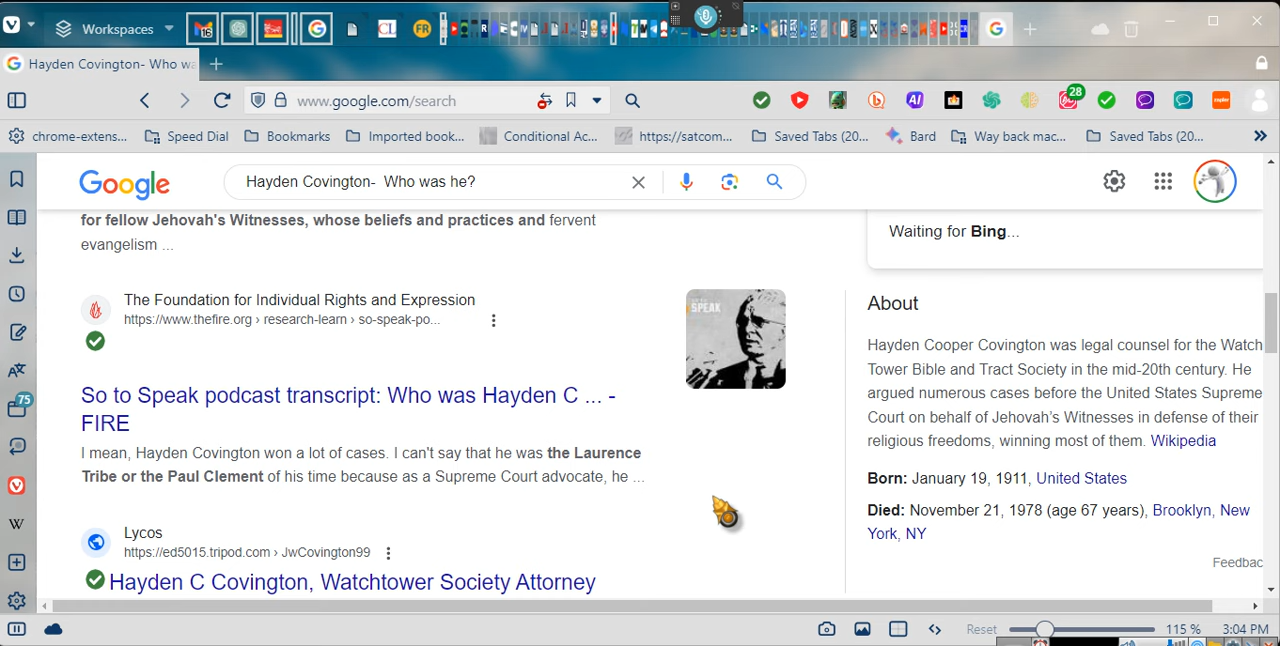 Workspaces
16
CL
FR
Hayden Covington- Who wa
www.google.com/search
28
chrome-extens...
Speed Dial
Bookmarks
Imported book...
Conditional Ac...
https://satcom...
Saved Tabs (20...
Bard
Way back mac...
Saved Tabs (20...
Google
Hayden Covington-  Who was he?
for fellow Jehovah's Witnesses, whose beliefs and practices and fervent
evangelism ...
The Foundation for Individual Rights and Expression
https://www.thefire.org › research-learn › so-speak-po...
SPEAK
So to Speak podcast transcript: Who was Hayden C ... -
FIRE
I mean, Hayden Covington won a lot of cases. I can't say that he was the Laurence
Tribe or the Paul Clement of his time because as a Supreme Court advocate, he ...
Lycos
https://ed5015.tripod.com › JwCovington99
Hayden C Covington, Watchtower Society Attorney
Waiting for Bing...
About
Hayden Cooper Covington was legal counsel for the Watch
Tower Bible and Tract Society in the mid-20th century. He
argued numerous cases before the United States Supreme
Court on behalf of Jehovah's Witnesses in defense of their
religious freedoms, winning most of them. Wikipedia
Born: January 19, 1911, United States
Died: November 21, 1978 (age 67 years), Brooklyn, New
York, NY
Feedbac
75
W
Reset
115 %
3:04 PM